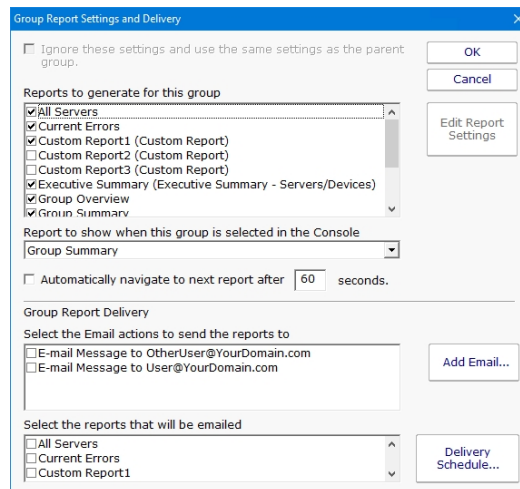 Group Report Settings and Delivery
Ignore these settings and use the same settings as the parent
group.
OK
Cancel
Reports to generate for this group
All Servers
Current Errors
Custom Report1 (Custom Report)
Custom Report2 (Custom Report)
Custom Report3 (Custom Report)
Executive Summary (Executive Summary - Servers/Devices)
Group Overview
Group Summary
Edit Report
Settings
Report to show when this group is selected in the Console
Group Summary
Automatically navigate to next report after 60 seconds.
Group Report Delivery
Select the Email actions to send the reports to
E-mail Message to OtherUser@YourDomain.com
E-mail Message to User@YourDomain.com
Add Email...
Select the reports that will be emailed
All Servers
Current Errors
Custom Report1
Delivery
Schedule...